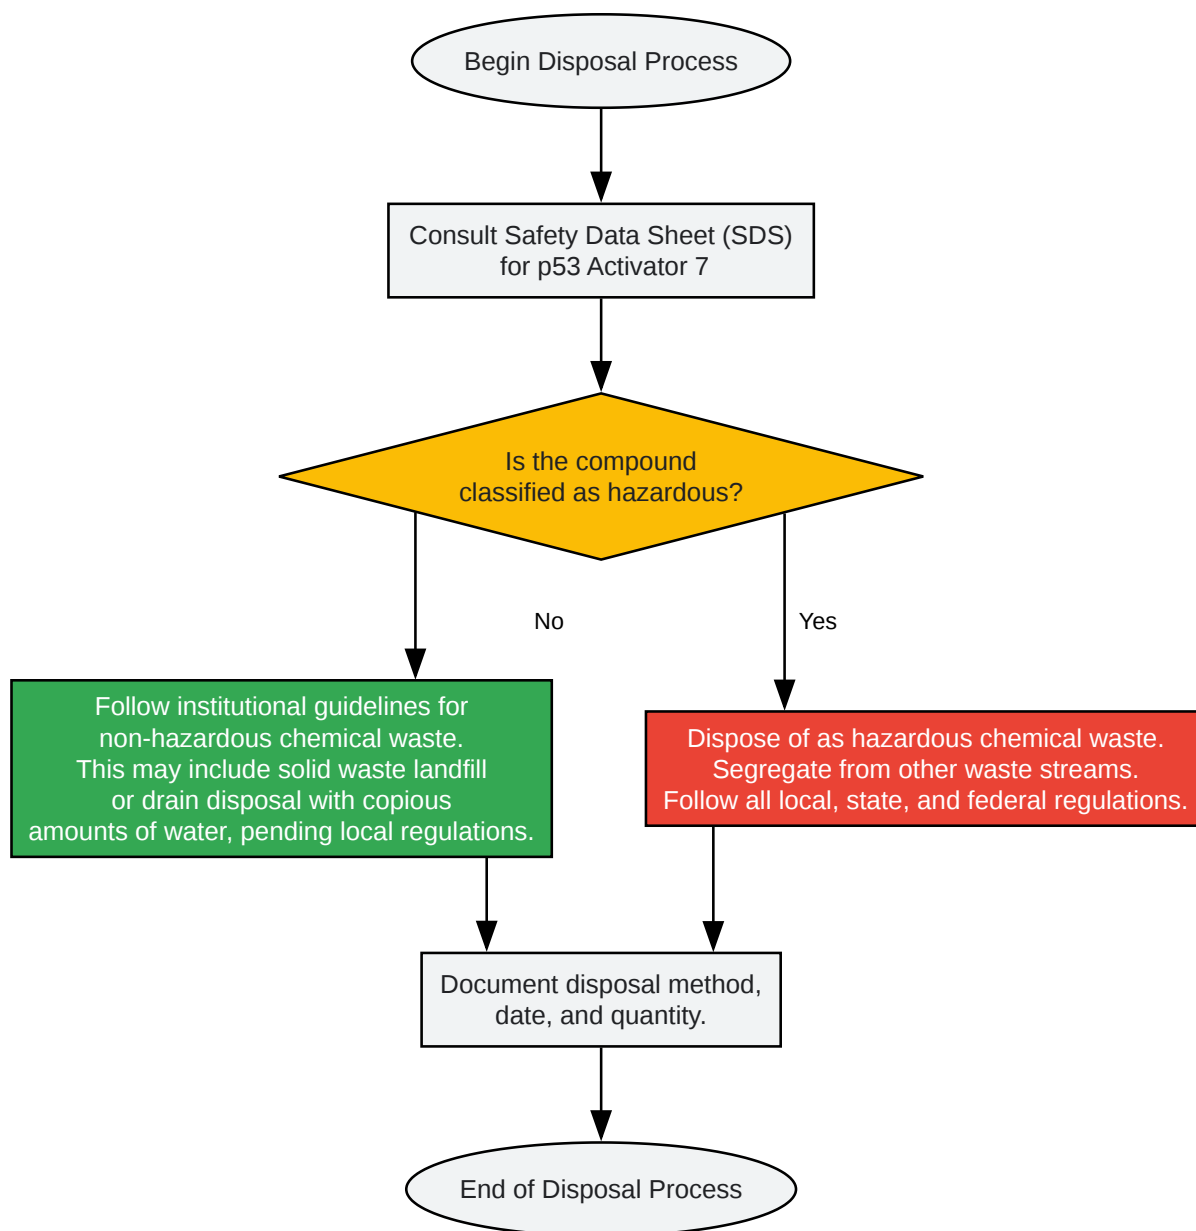 Begin Disposal Process
Consult Safety Data Sheet (SDS)
for p53 Activator 7
Is the compound
classified as hazardous?
No
Yes
Follow institutional guidelines for
non-hazardous chemical waste.
This may include solid waste landfill
or drain disposal with copious
amounts of water, pending local regulations.
Dispose of as hazardous chemical waste.
Segregate from other waste streams.
Follow all local, state, and federal regulations.
Document disposal method,
date, and quantity.
End of Disposal Process